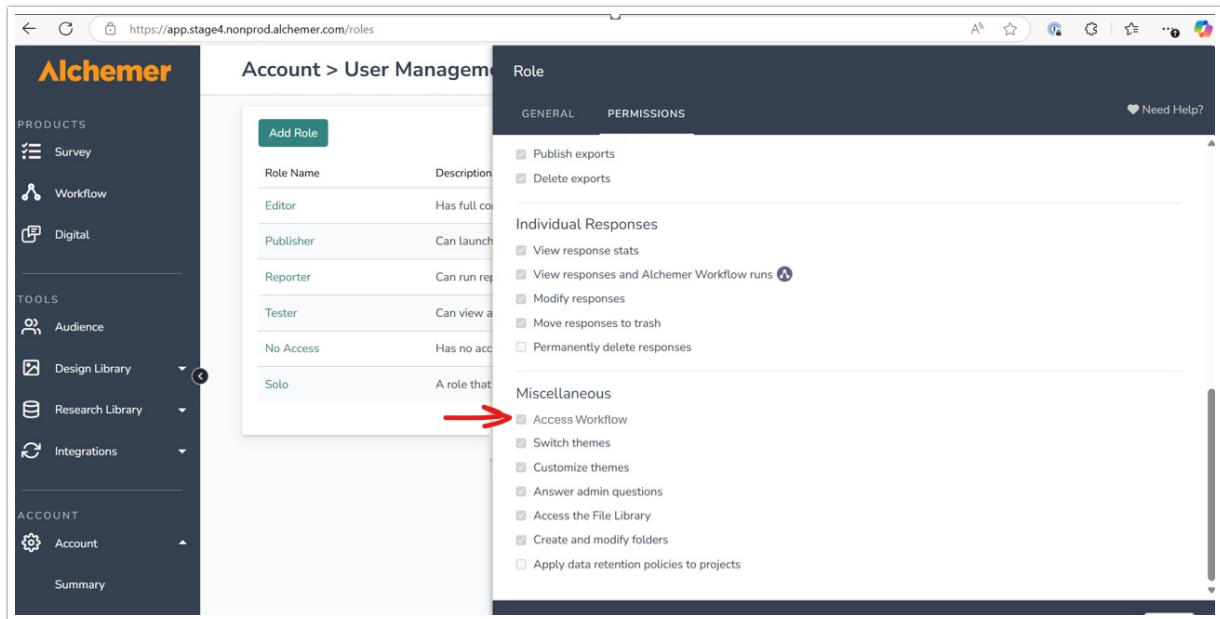 https://app.stage4.nonprod.alchemer.com/roles
Alchemer
PRODUCTS
Survey
Workflow
Digital
TOOLS
Audience
Design Library
Research Library
Integrations
ACCOUNT
Account
Summary
Account > User Managem
Add Role
Role Name Description
Editor Has full co
Publisher Can launch
Reporter Can run rep
Tester Can view a
No Access Has no acc
Solo A role that
Role
GENERAL PERMISSIONS Need Help?
Publish exports
Delete exports
Individual Responses
View response stats
View responses and Alchemer Workflow runs
Modify responses
Move responses to trash
Permanently delete responses
Miscellaneous
Access Workflow
Switch themes
Customize themes
Answer admin questions
Access the File Library
Create and modify folders
Apply data retention policies to projects